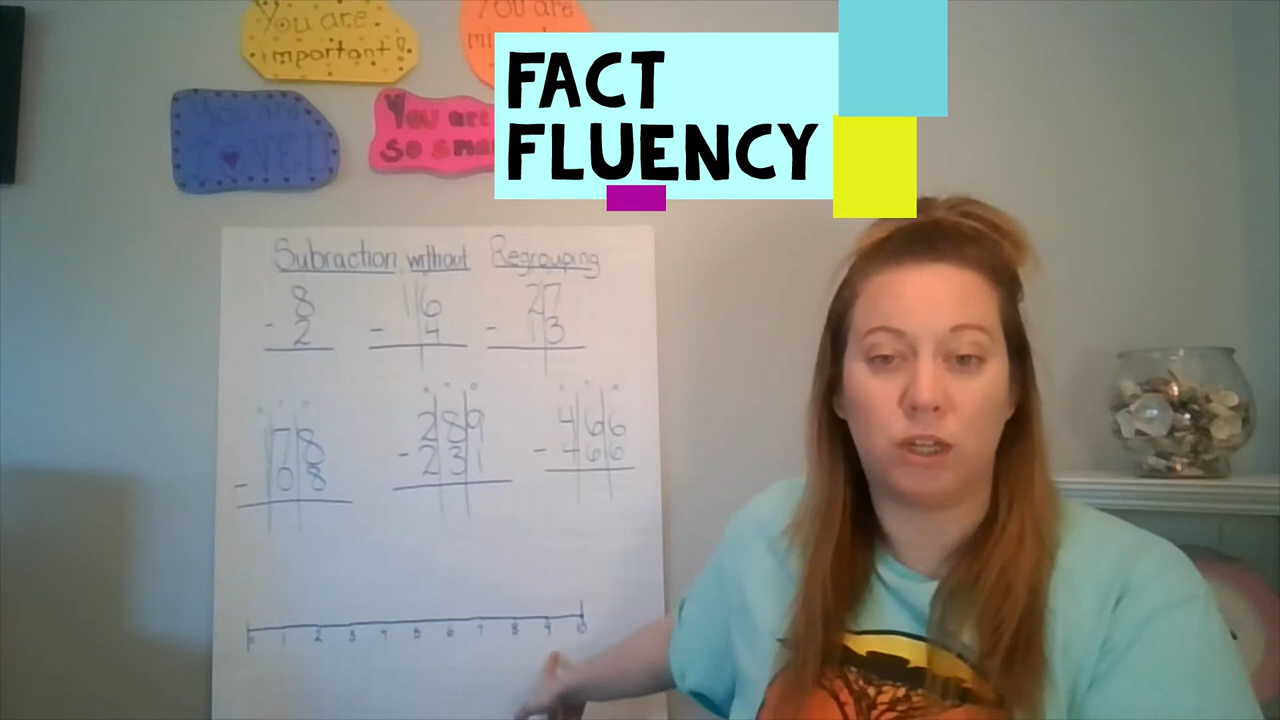 You are
important!
You are
You are
LOVED
You are
so sma
FACT
FLUENCY
Subraction without Regrouping
8 16 27
- 2 - 4 - 13
178 289 466
- 08 - 231 - 466
0 1 2 3 4 5 6 7 8 9 10